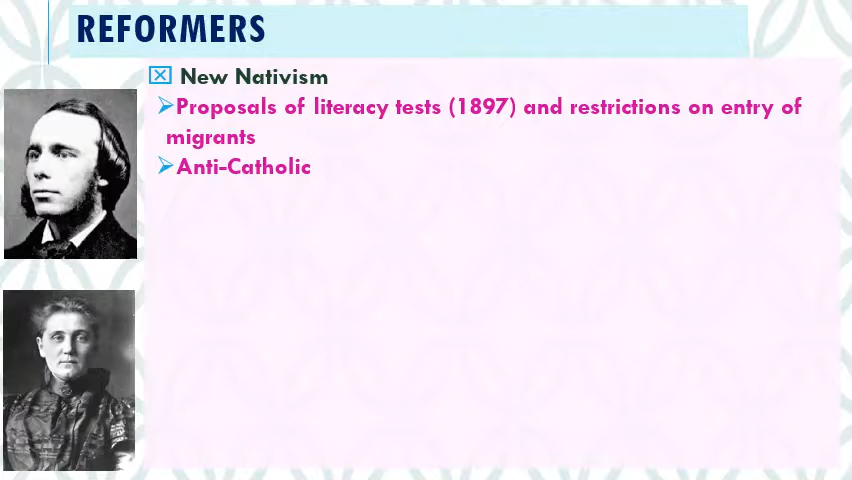 REFORMERS
New Nativism
Proposals of literacy tests (1897) and restrictions on entry of
migrants
Anti-Catholic